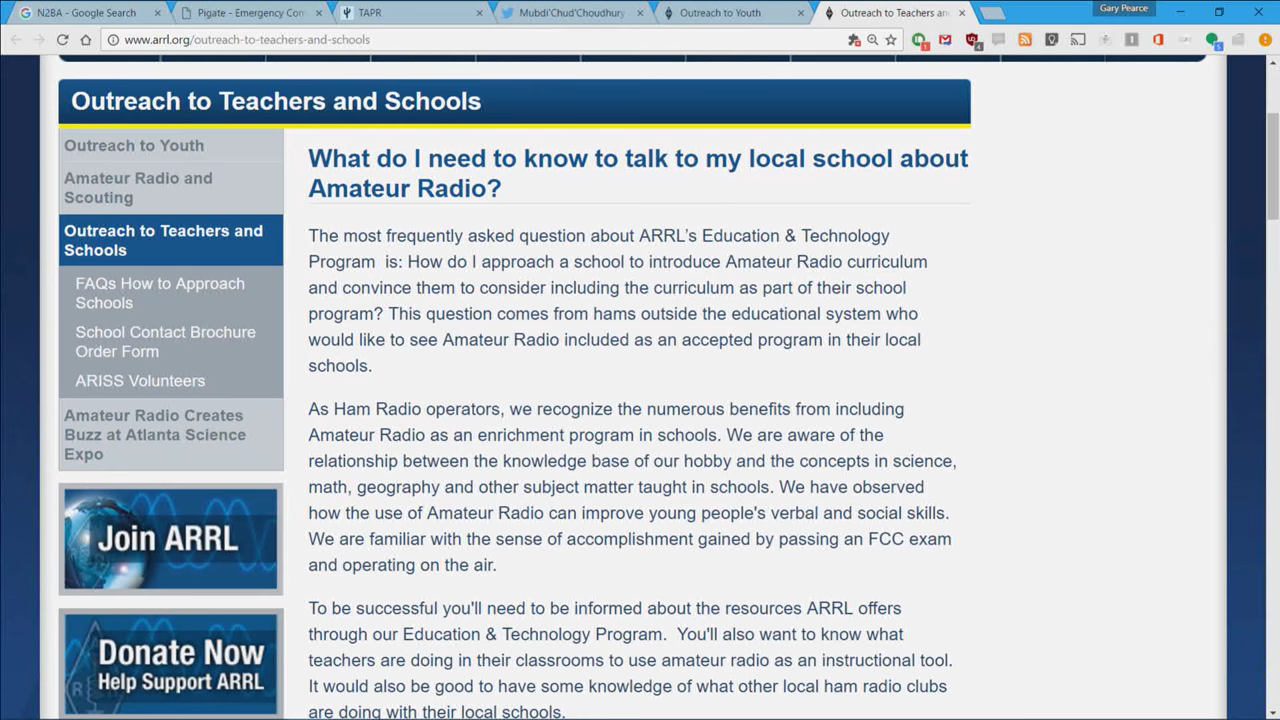 N2BA - Google Search
Pigate - Emergency Con
TAPR
Mubdi'Chud'Choudhury
Outreach to Youth
Outreach to Teachers an
Gary Pearce
www.arrl.org/outreach-to-teachers-and-schools
Outreach to Teachers and Schools
Outreach to Youth
Amateur Radio and
Scouting
Outreach to Teachers and
Schools
FAQs How to Approach
Schools
School Contact Brochure
Order Form
ARISS Volunteers
Amateur Radio Creates
Buzz at Atlanta Science
Expo
Join ARRL
Donate Now
Help Support ARRL
What do I need to know to talk to my local school about
Amateur Radio?
The most frequently asked question about ARRL's Education & Technology
Program is: How do I approach a school to introduce Amateur Radio curriculum
and convince them to consider including the curriculum as part of their school
program? This question comes from hams outside the educational system who
would like to see Amateur Radio included as an accepted program in their local
schools.
As Ham Radio operators, we recognize the numerous benefits from including
Amateur Radio as an enrichment program in schools. We are aware of the
relationship between the knowledge base of our hobby and the concepts in science,
math, geography and other subject matter taught in schools. We have observed
how the use of Amateur Radio can improve young people's verbal and social skills.
We are familiar with the sense of accomplishment gained by passing an FCC exam
and operating on the air.
To be successful you'll need to be informed about the resources ARRL offers
through our Education & Technology Program. You'll also want to know what
teachers are doing in their classrooms to use amateur radio as an instructional tool.
It would also be good to have some knowledge of what other local ham radio clubs
are doing with their local schools.